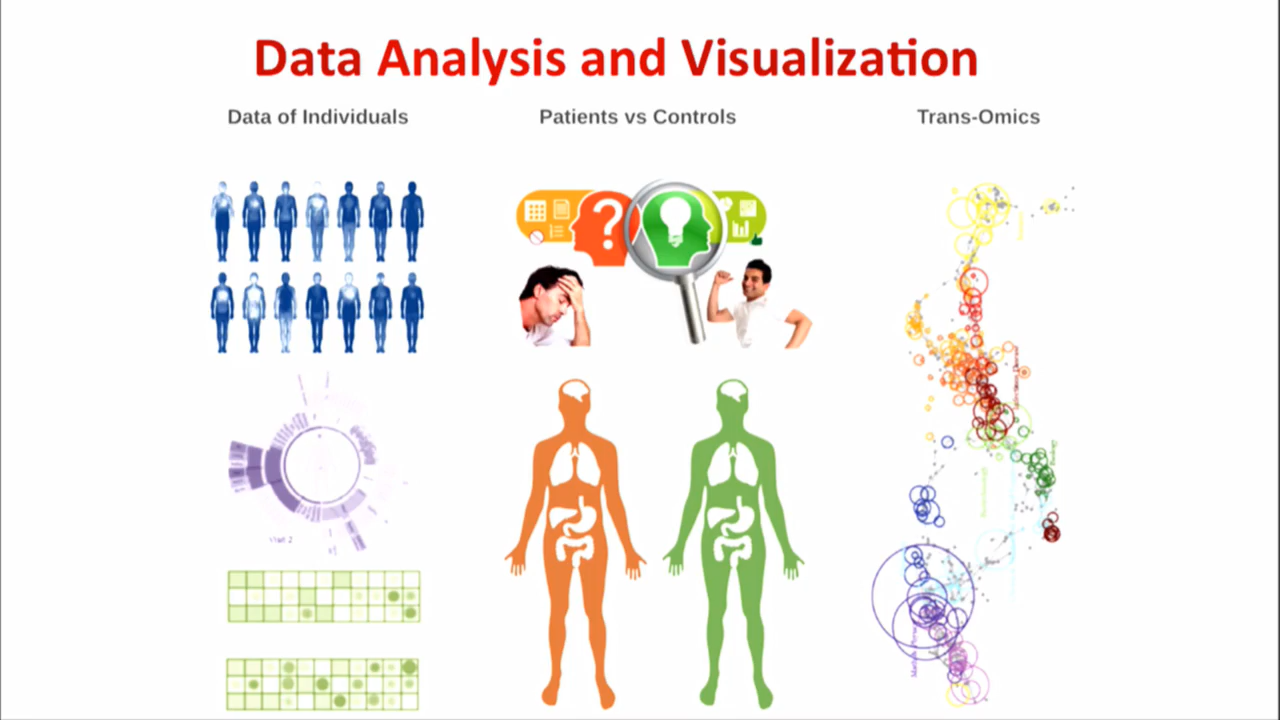 Data Analysis and Visualization
Data of Individuals
Patients vs Controls
Trans-Omics
?